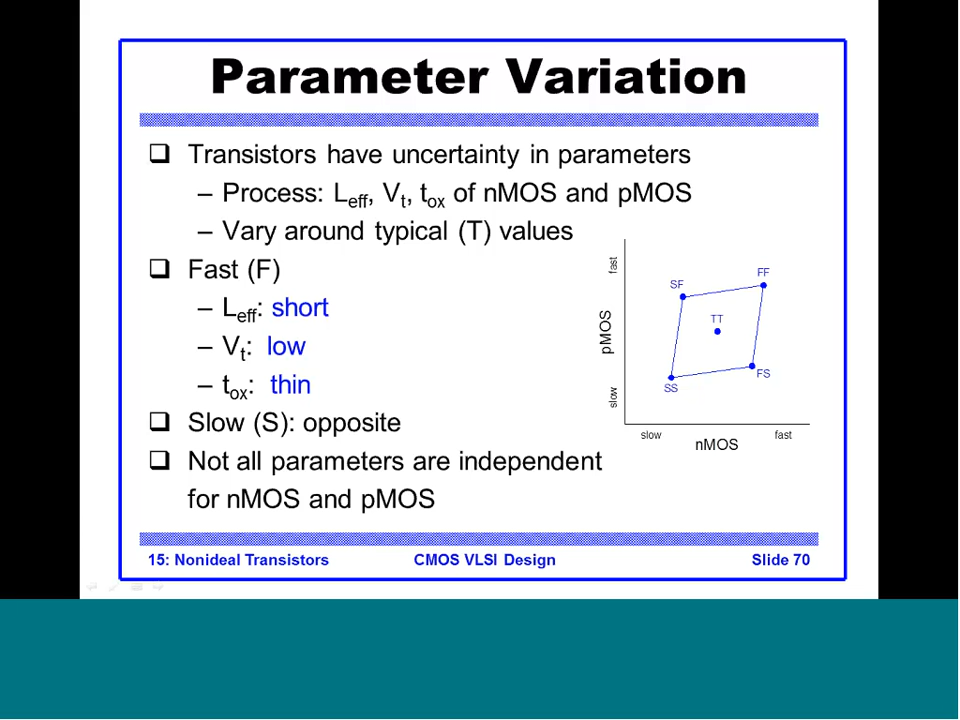 Parameter Variation
❑ Transistors have uncertainty in parameters
– Process: Leff, Vt, tox of nMOS and pMOS
– Vary around typical (T) values
❑ Fast (F)
– Leff: short
– Vt: low
– tox: thin
❑ Slow (S): opposite
❑ Not all parameters are independent
for nMOS and pMOS
fast
pMOS
slow
SF
FF
TT
SS
FS
slow
nMOS
fast
15: Nonideal Transistors
CMOS VLSI Design
Slide 70